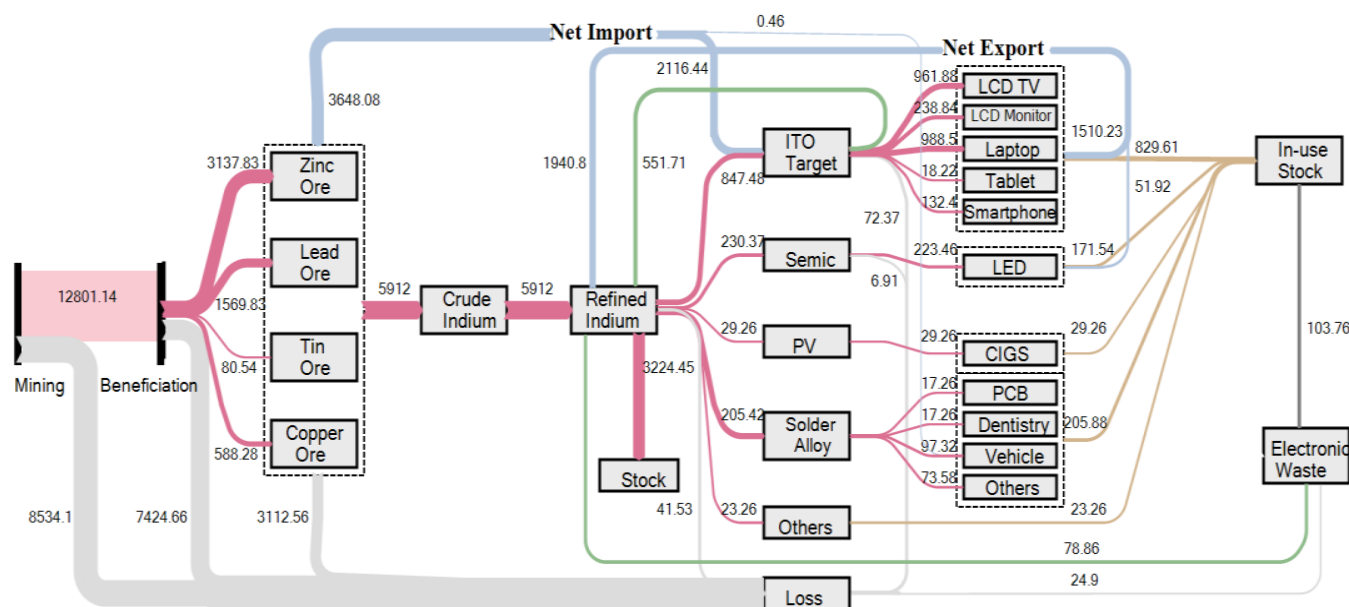 0.46
Net Import
Net Export
2116.44
961.88
LCD TV
3648.08
238.84
LCD Monitor
1510.23
3137.83
Zinc
Ore
1940.8
551.71
ITO
Target
988.5
Laptop
829.61
In-use
Stock
847.48
18.22
Tablet
51.92
132.4
Smartphone
72.37
Lead
Ore
230.37
Semic
223.46
LED
171.54
6.91
12801.14
1569.83
5912
Crude
Indium
5912
Refined
Indium
29.26
PV
29.26
CIGS
29.26
103.76
Mining
Beneficiation
80.54
Tin
Ore
3224.45
17.26
PCB
205.42
Solder
Alloy
17.26
Dentistry
205.88
588.28
Copper
Ore
97.32
Vehicle
Electronic
Waste
Stock
73.58
Others
8534.1
7424.66
3112.56
41.53
23.26
Others
23.26
78.86
24.9
Loss